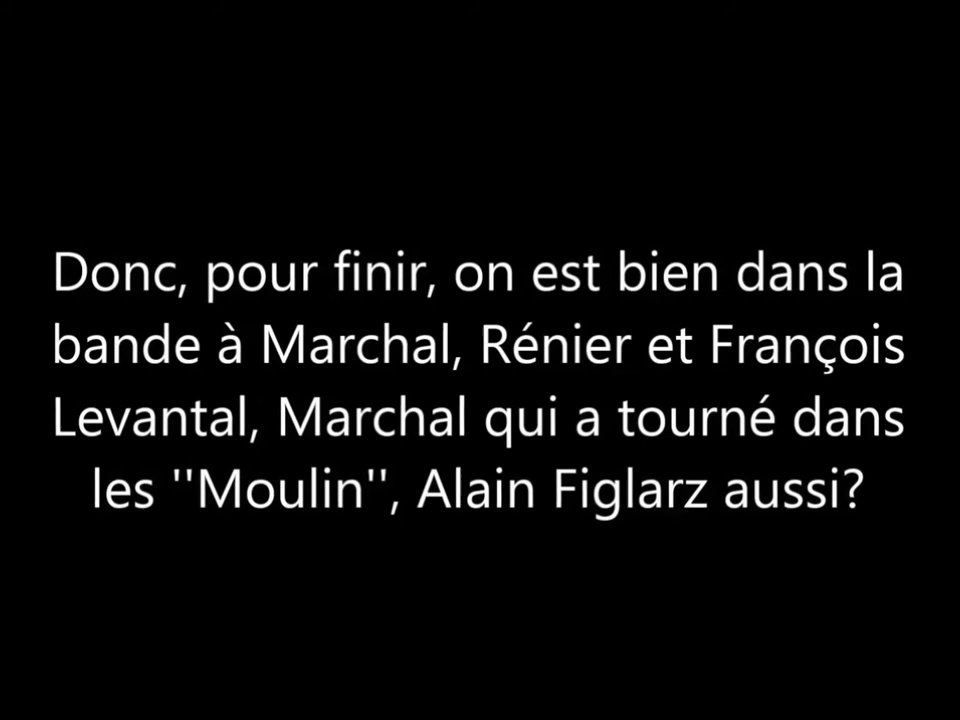 Donc, pour finir, on est bien dans la
bande à Marchal, Rénier et François
Levantal, Marchal qui a tourné dans
les ''Moulin'', Alain Figlarz aussi?